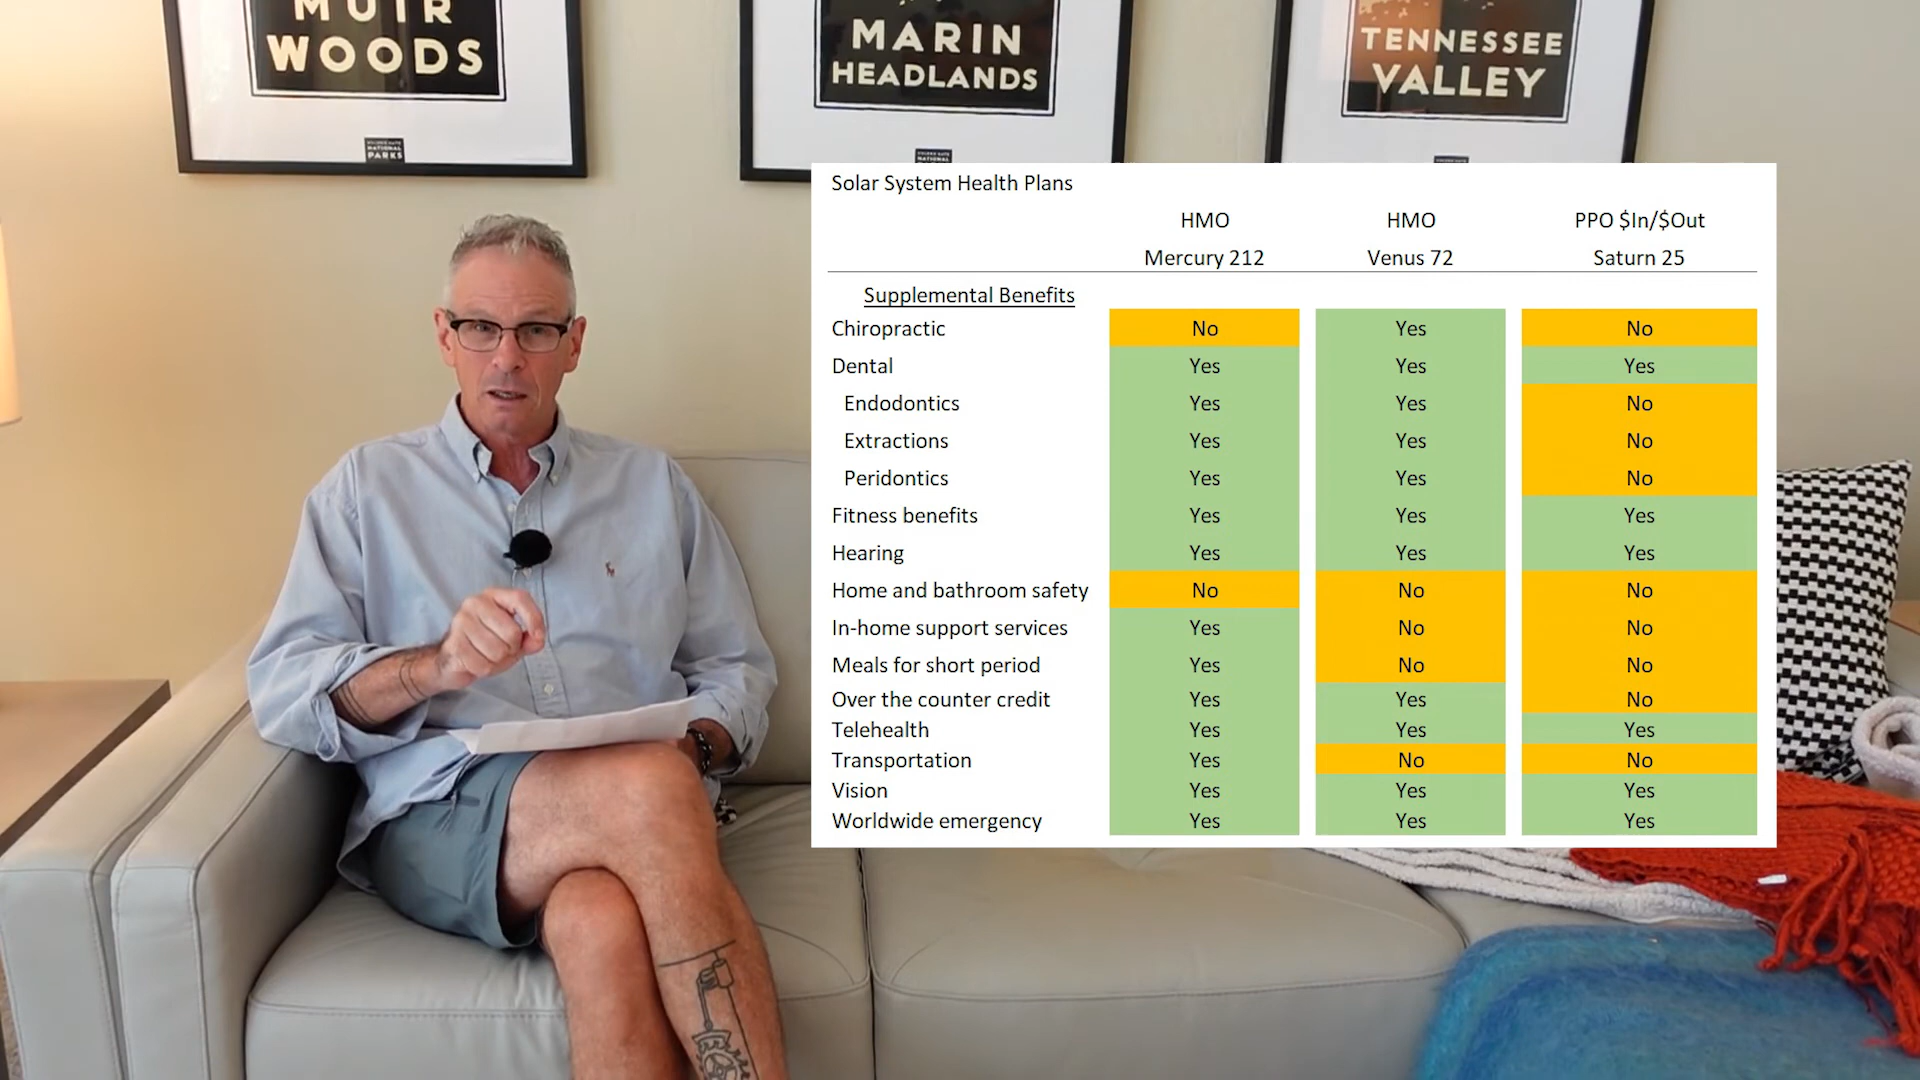 MUIR
WOODS
NATIONAL
PARKS
MARIN
HEADLANDS
NATIONAL
TENNESSEE
VALLEY
Solar System Health Plans
HMO HMO PPO $In/$Out
Mercury 212 Venus 72 Saturn 25
Supplemental Benefits
Chiropractic No Yes No
Dental Yes Yes Yes
Endodontics Yes Yes No
Extractions Yes Yes No
Peridontics Yes Yes No
Fitness benefits Yes Yes Yes
Hearing Yes Yes Yes
Home and bathroom safety No No No
In-home support services Yes No No
Meals for short period Yes No No
Over the counter credit Yes Yes No
Telehealth Yes Yes Yes
Transportation Yes No No
Vision Yes Yes Yes
Worldwide emergency Yes Yes Yes